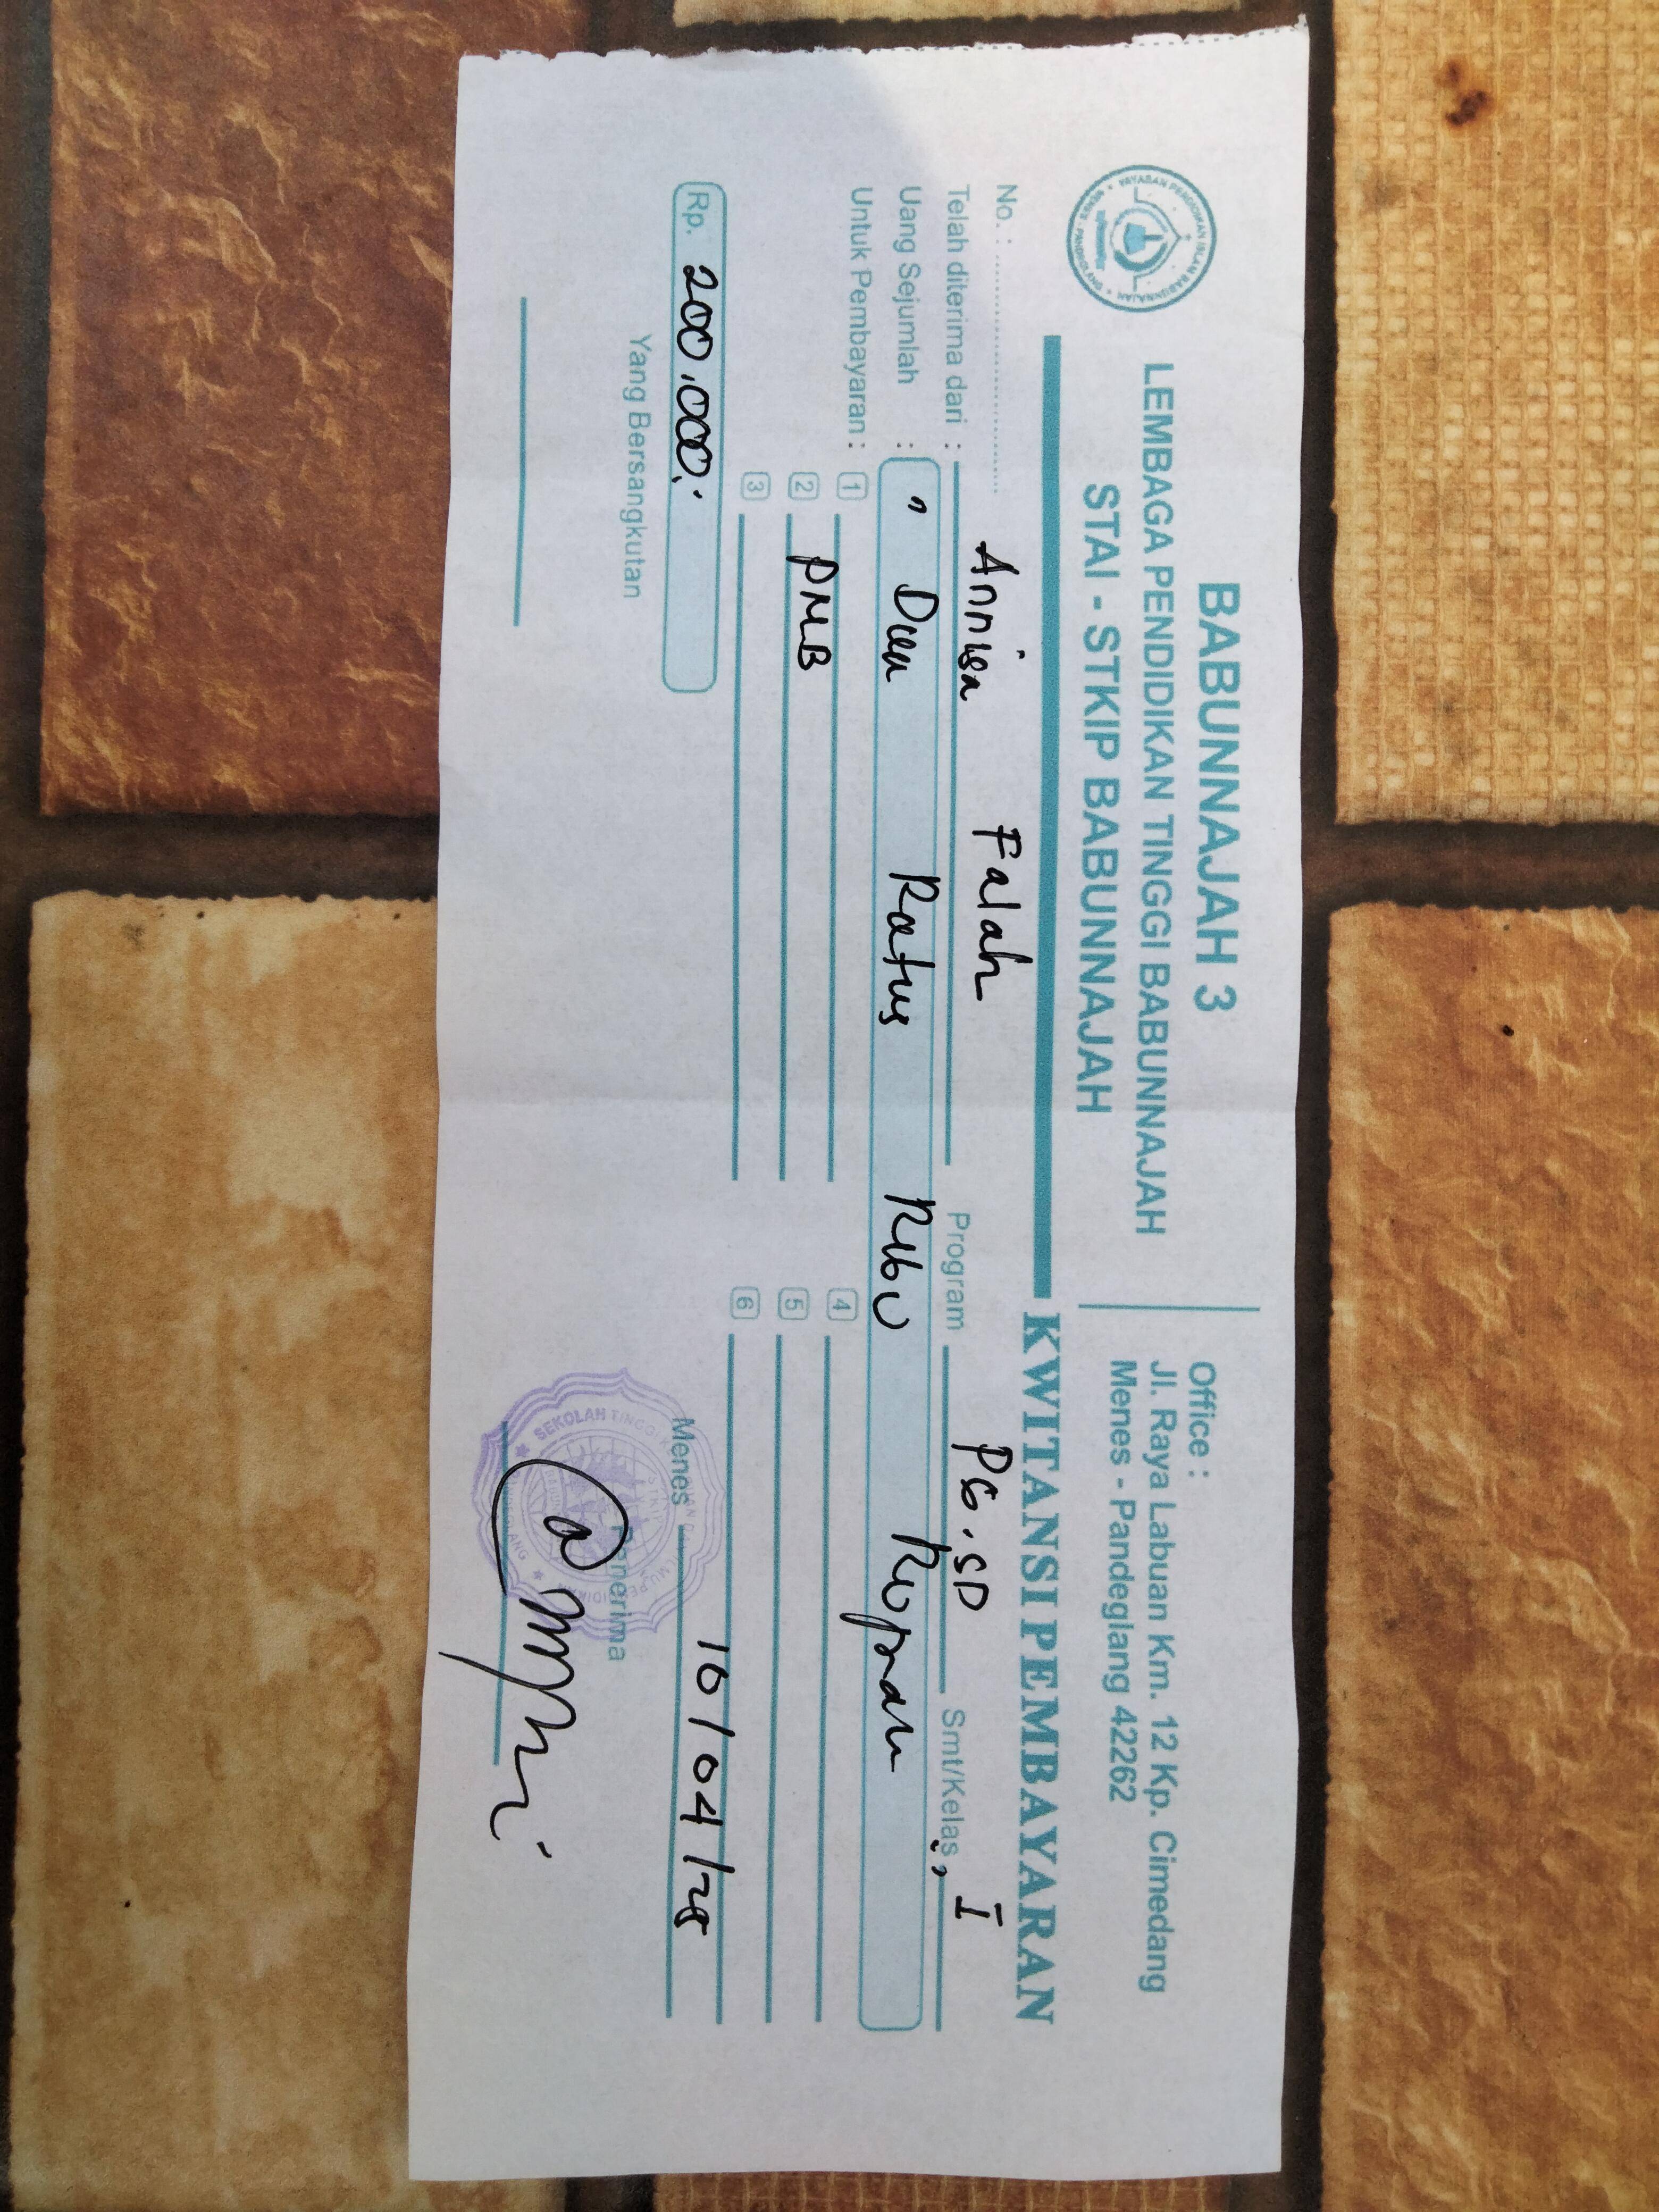 BABUNNAJAH 3
LEMBAGA PENDIDIKAN TINGGI BABUNNAJAH
STAI - STKIP BABUNNAJAH
Office :
Jl. Raya Labuan Km. 12 Kp. Cimedang
Menes - Pandeglang 42262
KWITANSI PEMBAYARAN
No. :
Telah diterima dari : Annisa Falah Program PG.SD Smt/Kelas I
Uang Sejumlah : " Dua Ratus Ribu Rupiah "
Untuk Pembayaran : 1 PMB 4
2 5
3 6
Rp. 200.000.-
Menes 16/04/25
Yang Bersangkutan Penerima